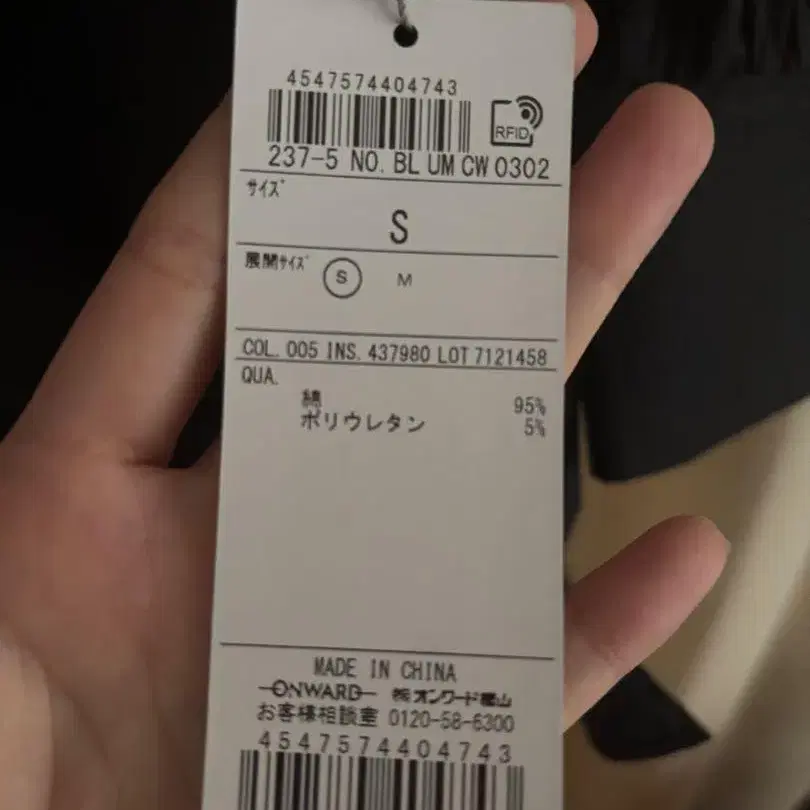 4547574404743
RFID
237-5 NO. BL UM CW 0302
サイズ
S
展開サイズ S M
COL. 005 INS. 437980 LOT 7121458
QUA.
綿 95%
ポリウレタン 5%
MADE IN CHINA
ONWARD ㈱オンワード樫山
お客様相談室 0120-58-6300
4547574404743